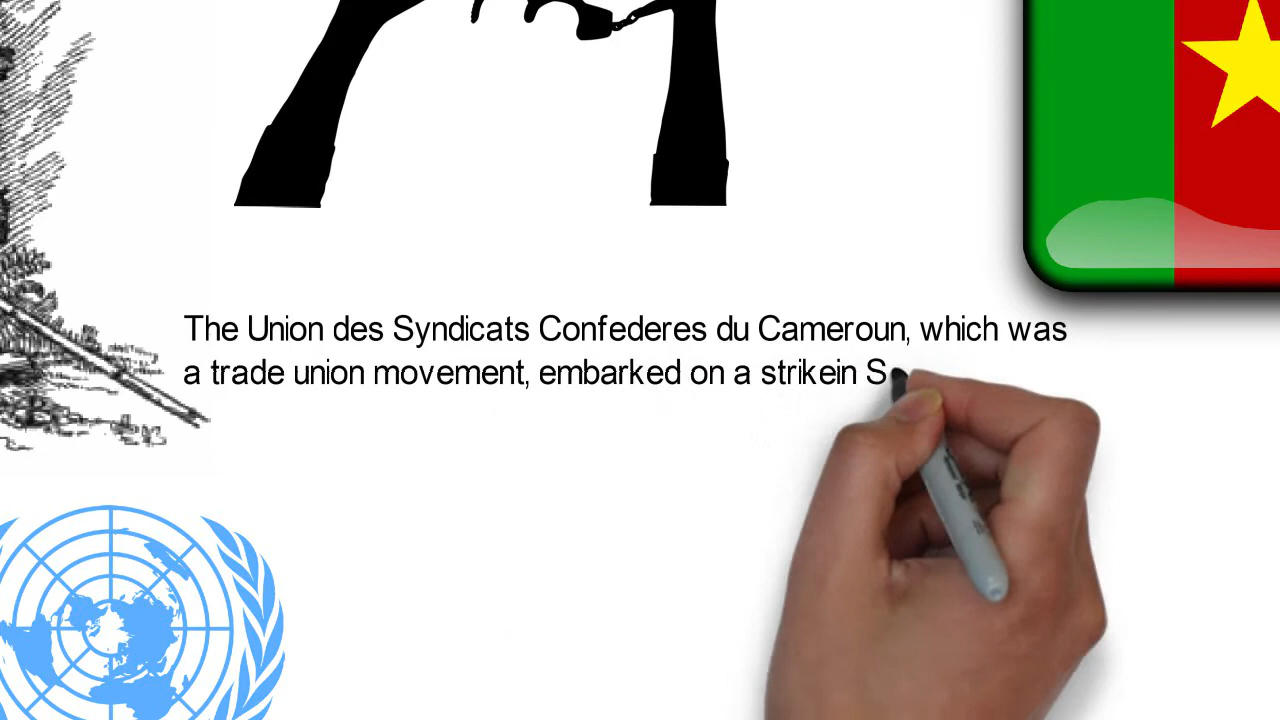 The Union des Syndicats Confederes du Cameroun, which was
a trade union movement, embarked on a strikein S